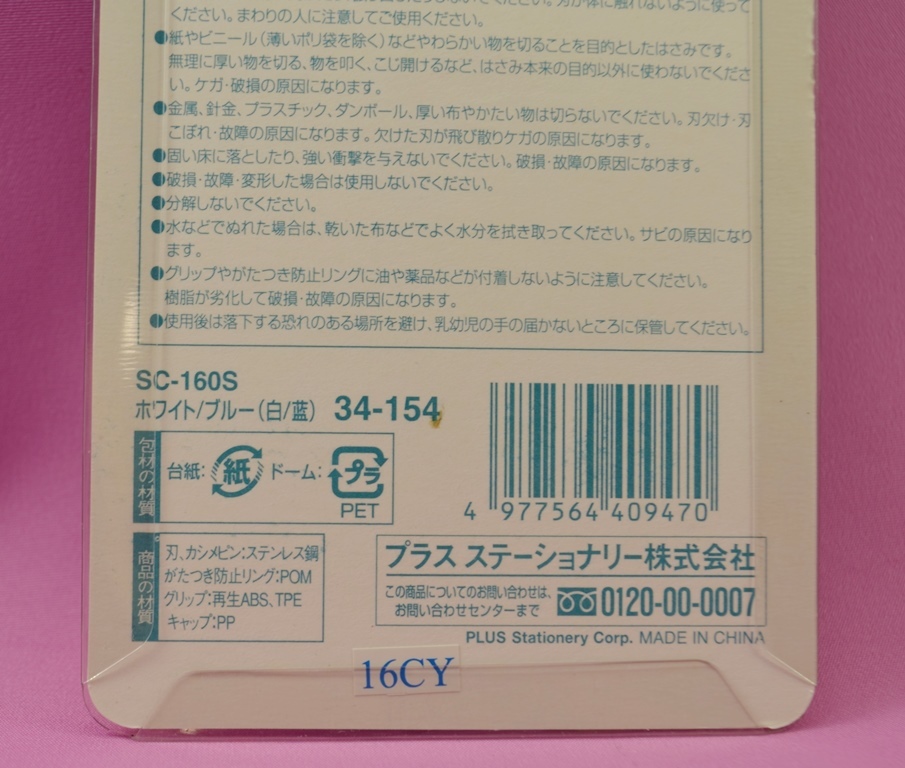 ください。まわりの人に注意してご使用ください。
●紙やビニール（薄いポリ袋を除く）などやわらかい物を切ることを目的としたはさみです。
無理に厚い物を切る、物を叩く、こじ開けるなど、はさみ本来の目的以外に使わないでくださ
い。ケガ・破損の原因になります。
●金属、針金、プラスチック、ダンボール、厚い布やかたい物は切らないでください。刃欠け・刃
こぼれ・故障の原因になります。欠けた刃が飛び散りケガの原因になります。
●固い床に落としたり、強い衝撃を与えないでください。破損・故障の原因になります。
●破損・故障・変形した場合は使用しないでください。
●分解しないでください。
●水などでぬれた場合は、乾いた布などでよく水分を拭き取ってください。サビの原因になり
ます。
●グリップやがたつき防止リングに油や薬品などが付着しないように注意してください。
樹脂が劣化して破損・故障の原因になります。
●使用後は落下する恐れのある場所を避け、乳幼児の手の届かないところに保管してください。
SC-160S
ホワイト/ブルー（白/蓝） 34-154
包材の材質
台紙: 紙 ドーム: プラ
PET
4 977564 409470
商品の材質
刃、カシメピン:ステンレス鋼
がたつき防止リング:POM
グリップ:再生ABS、TPE
キャップ:PP
プラス ステーショナリー株式会社
この商品についてのお問い合わせは、
お問い合わせセンターまで 0120-00-0007
PLUS Stationery Corp. MADE IN CHINA
16CY